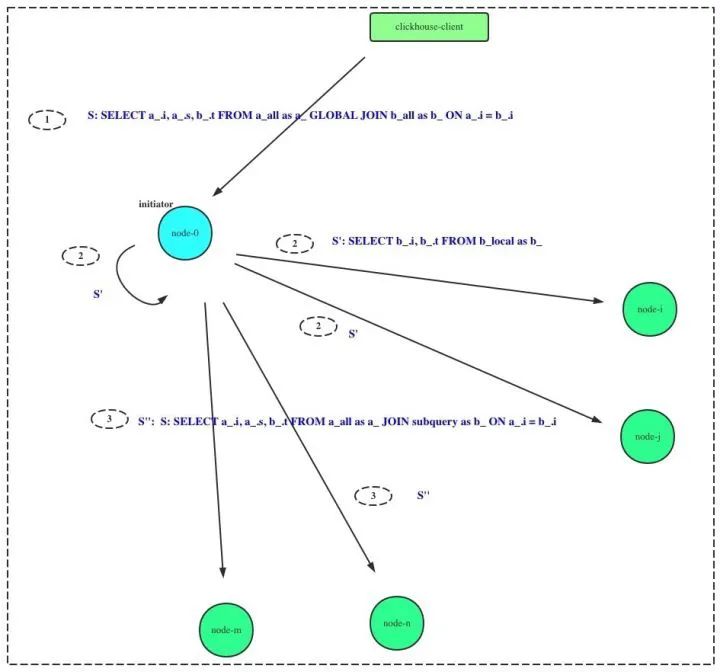 clickhouse-client
1
S: SELECT a_.i, a_.s, b_.t FROM a_all as a_ GLOBAL JOIN b_all as b_ ON a_.i = b_.i
initiator
node-0
2
S': SELECT b_.i, b_.t FROM b_local as b_
2
S'
node-i
2
S'
3
S'':  S: SELECT a_.i, a_.s, b_.t FROM a_all as a_ JOIN subquery as b_ ON a_.i = b_.i
node-j
3
S''
node-m
node-n